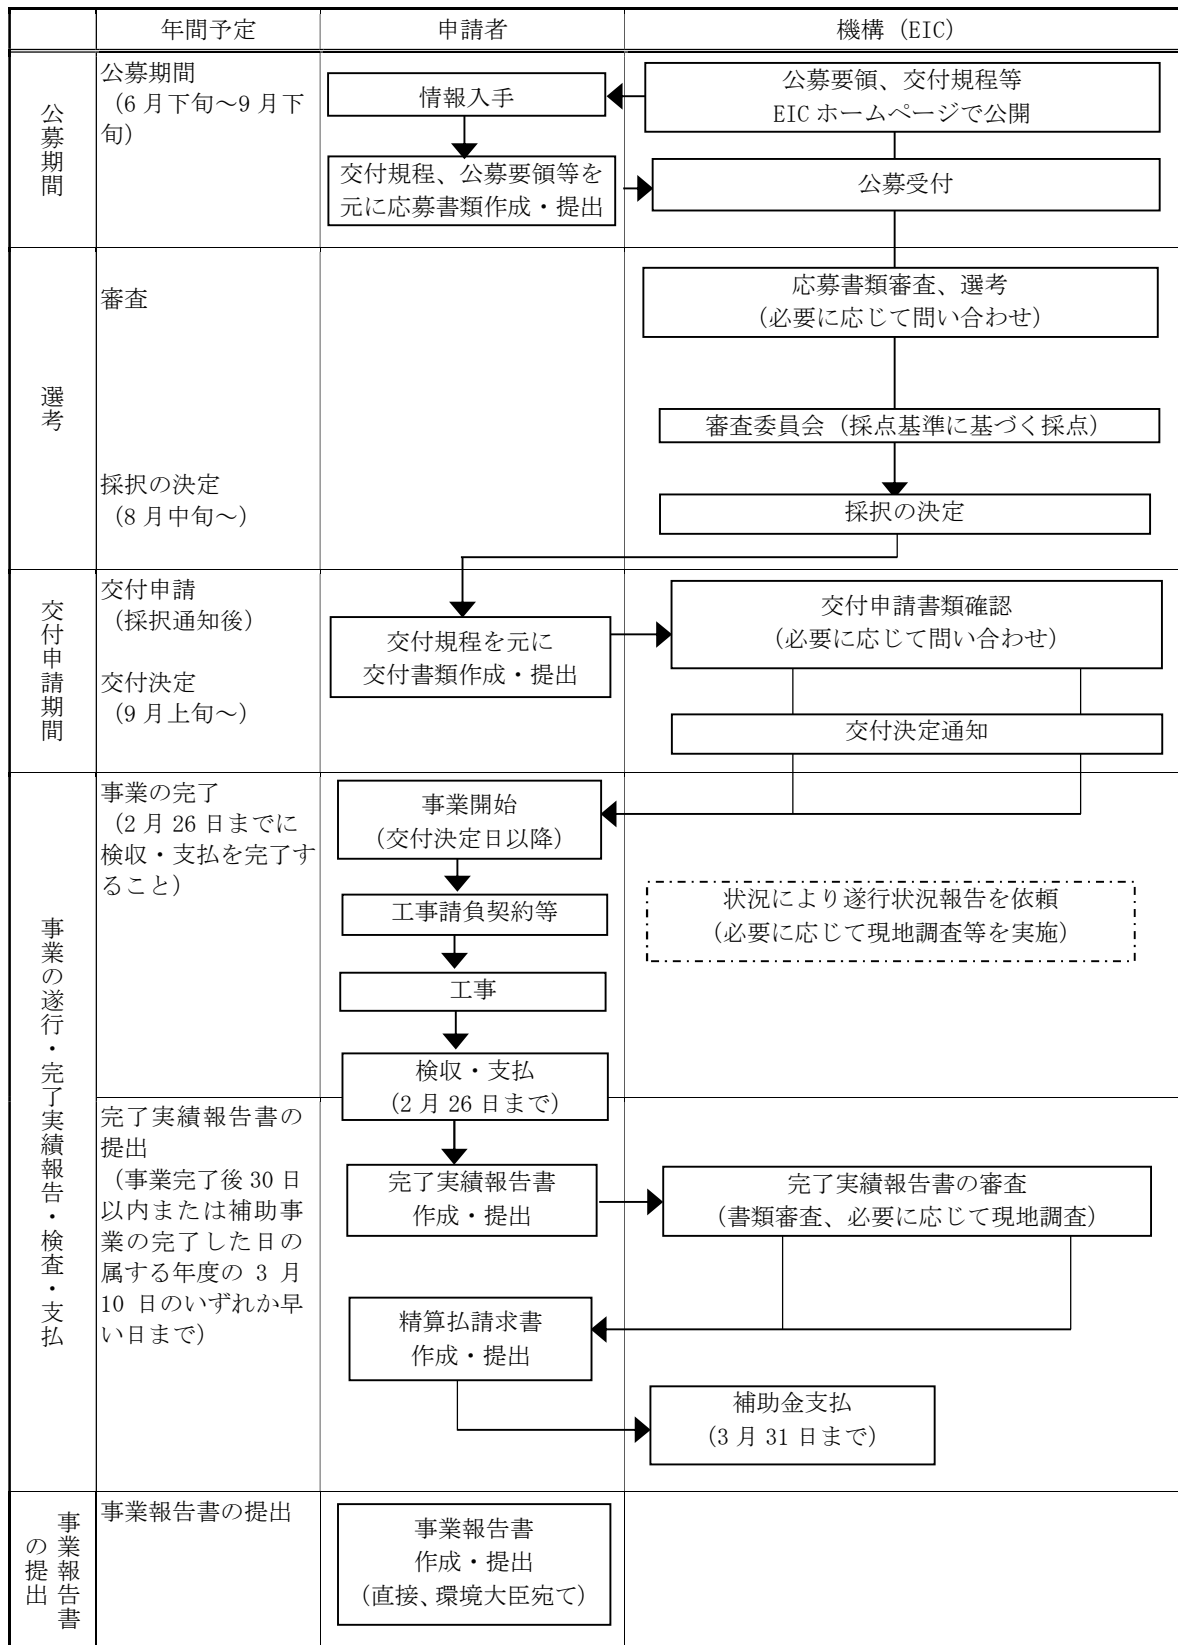 年間予定
申請者
機構（EIC）
公募期間
公募期間
（6月下旬～9月下
旬）
情報入手
公募要領、交付規程等
EICホームページで公開
交付規程、公募要領等を
元に応募書類作成・提出
公募受付
選考
審査
応募書類審査、選考
（必要に応じて問い合わせ）
審査委員会（採点基準に基づく採点）
採択の決定
（8月中旬～）
採択の決定
交付申請期間
交付申請
（採択通知後）
交付決定
（9月上旬～）
交付規程を元に
交付書類作成・提出
交付申請書類確認
（必要に応じて問い合わせ）
交付決定通知
事業の遂行・完了実績報告・検査・支払
事業の完了
（2月26日までに
検収・支払を完了す
ること）
事業開始
（交付決定日以降）
工事請負契約等
工事
検収・支払
（2月26日まで）
状況により遂行状況報告を依頼
（必要に応じて現地調査等を実施）
完了実績報告書の
提出
（事業完了後30日
以内または補助事
業の完了した日の
属する年度の 3 月
10 日のいずれか早
い日まで）
完了実績報告書
作成・提出
完了実績報告書の審査
（書類審査、必要に応じて現地調査）
精算払請求書
作成・提出
補助金支払
（3月31日まで）
事業報告書
の提出
事業報告書の提出
事業報告書
作成・提出
（直接、環境大臣宛て）